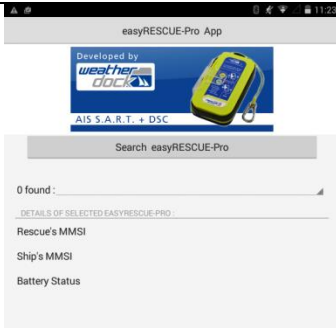 11:23
easyRESCUE-Pro App
Developed by
weather
dock
AIS S.A.R.T. + DSC
Search easyRESCUE-Pro
0 found :
DETAILS OF SELECTED EASYRESCUE-PRO :
Rescue's MMSI
Ship's MMSI
Battery Status